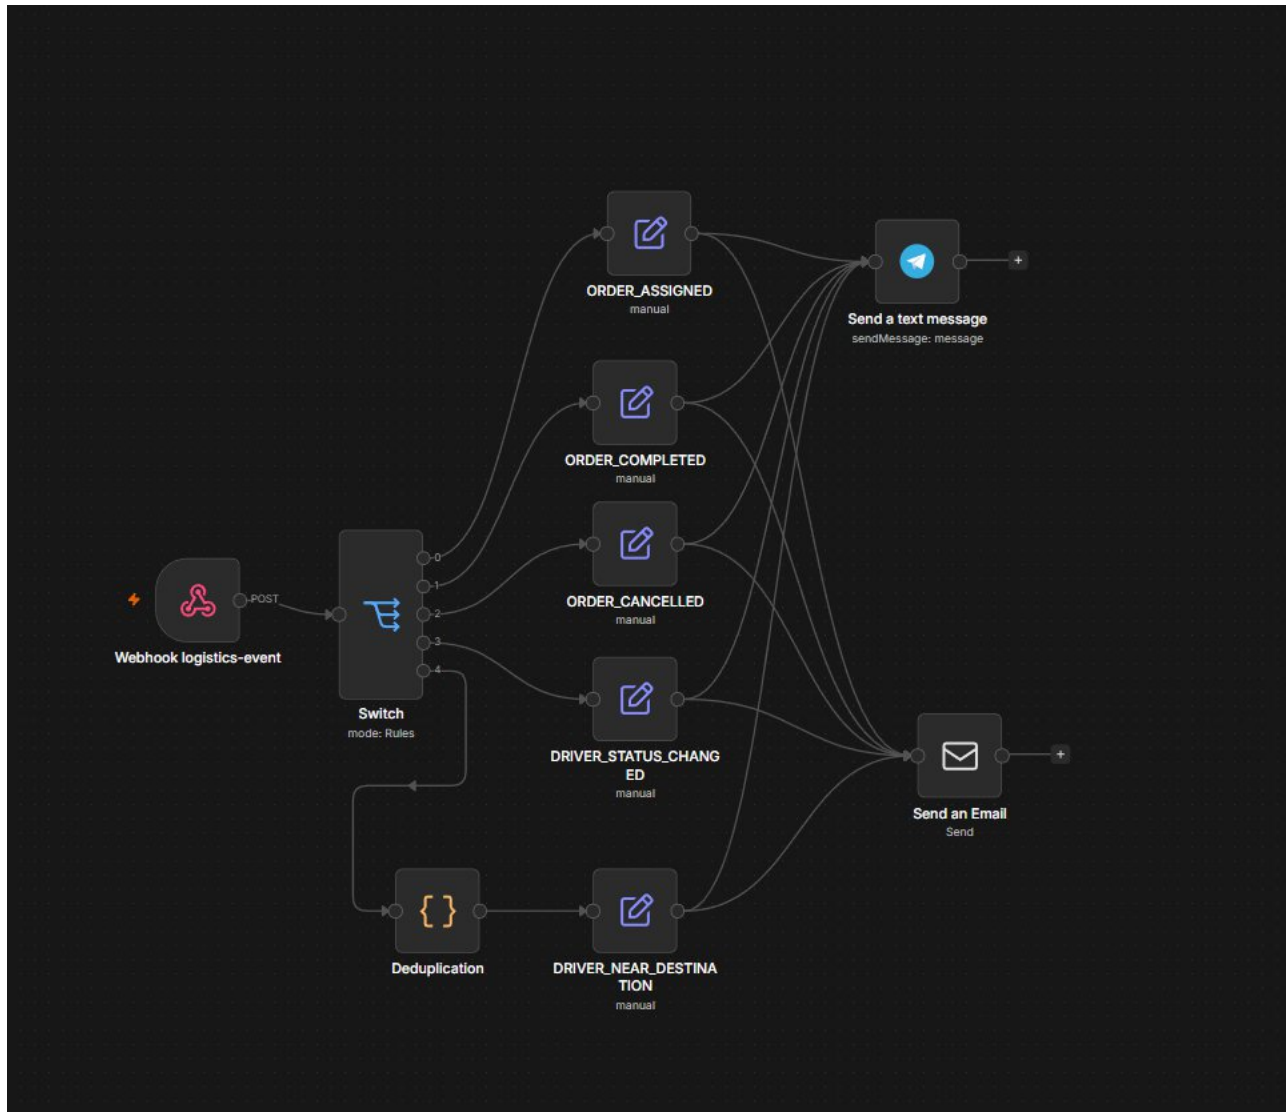 ORDER_ASSIGNED
manual
Send a text message
sendMessage: message
ORDER_COMPLETED
manual
POST
Webhook logistics-event
0
1
2
3
4
Switch
mode: Rules
ORDER_CANCELLED
manual
DRIVER_STATUS_CHANG
ED
manual
Send an Email
Send
{ }
Deduplication
DRIVER_NEAR_DESTINA
TION
manual